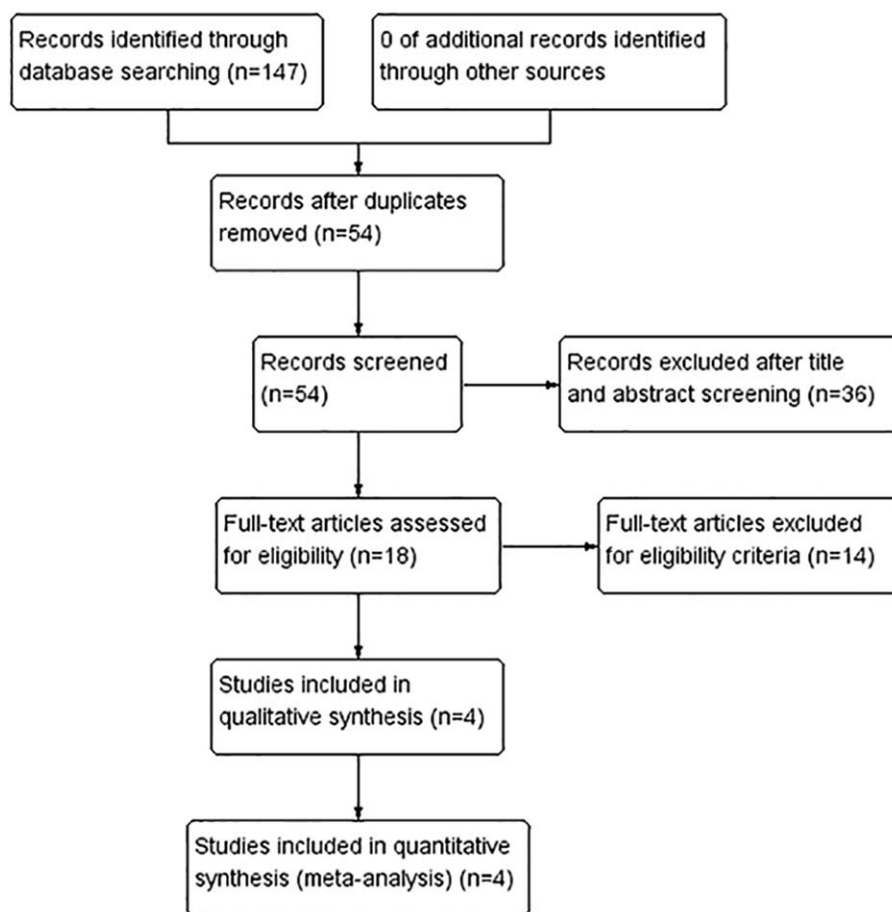 Records identified through
database searching (n=147)
0 of additional records identified
through other sources
Records after duplicates
removed (n=54)
Records screened
(n=54)
Records excluded after title
and abstract screening (n=36)
Full-text articles assessed
for eligibility (n=18)
Full-text articles excluded
for eligibility criteria (n=14)
Studies included in
qualitative synthesis (n=4)
Studies included in quantitative
synthesis (meta-analysis) (n=4)